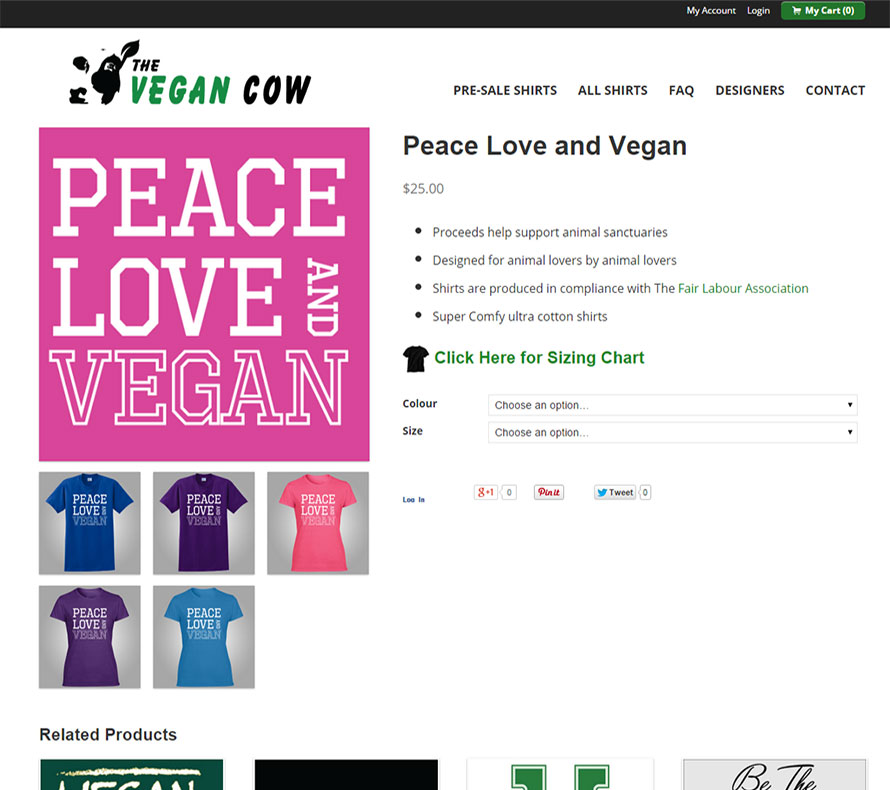 My Account Login My Cart (0)
THE
VEGAN COW
PRE-SALE SHIRTS ALL SHIRTS FAQ DESIGNERS CONTACT
PEACE
LOVE AND
VEGAN
Peace Love and Vegan
$25.00
Proceeds help support animal sanctuaries
Designed for animal lovers by animal lovers
Shirts are produced in compliance with The Fair Labour Association
Super Comfy ultra cotton shirts
Click Here for Sizing Chart
Colour Choose an option...
Size Choose an option...
Log In
g+1 0 Pin it Tweet 0
PEACE
LOVE AND
VEGAN
PEACE
LOVE AND
VEGAN
PEACE
LOVE AND
VEGAN
PEACE
LOVE AND
VEGAN
PEACE
LOVE AND
VEGAN
Related Products
VEGAN
Be The